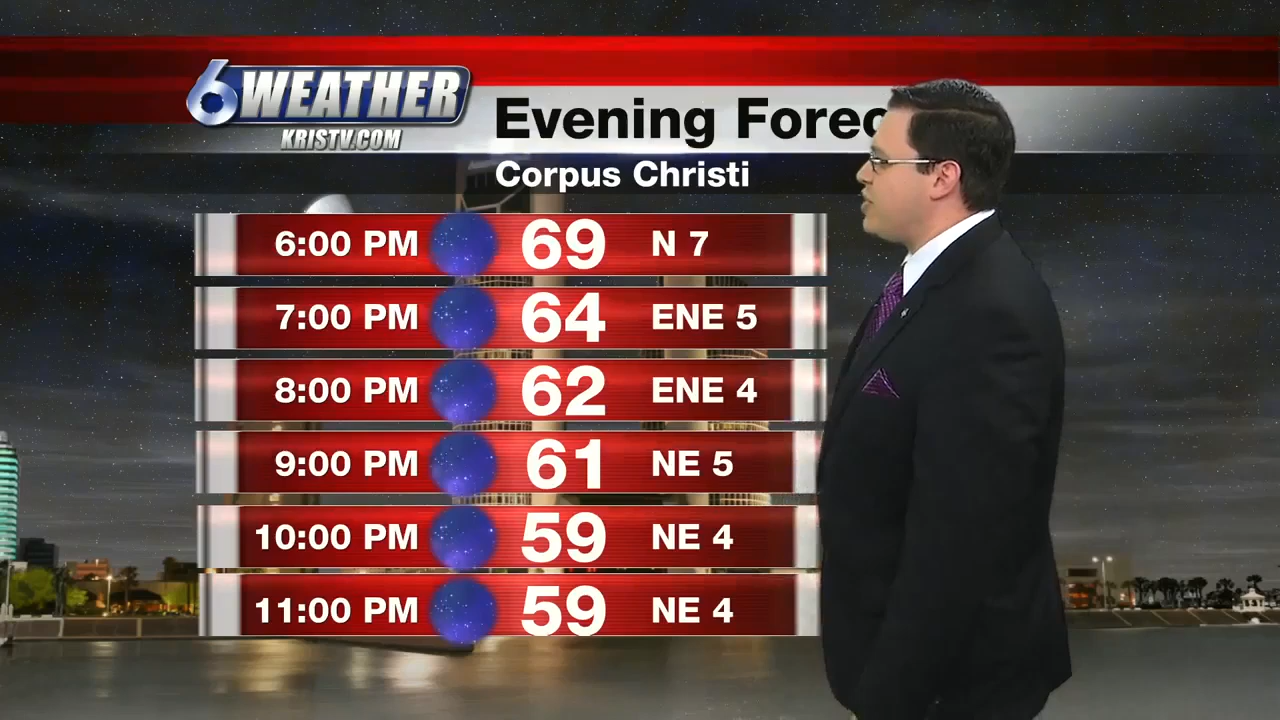 6 WEATHER
KRISTV.COM
Evening Forec
Corpus Christi
6:00 PM 69 N 7
7:00 PM 64 ENE 5
8:00 PM 62 ENE 4
9:00 PM 61 NE 5
10:00 PM 59 NE 4
11:00 PM 59 NE 4